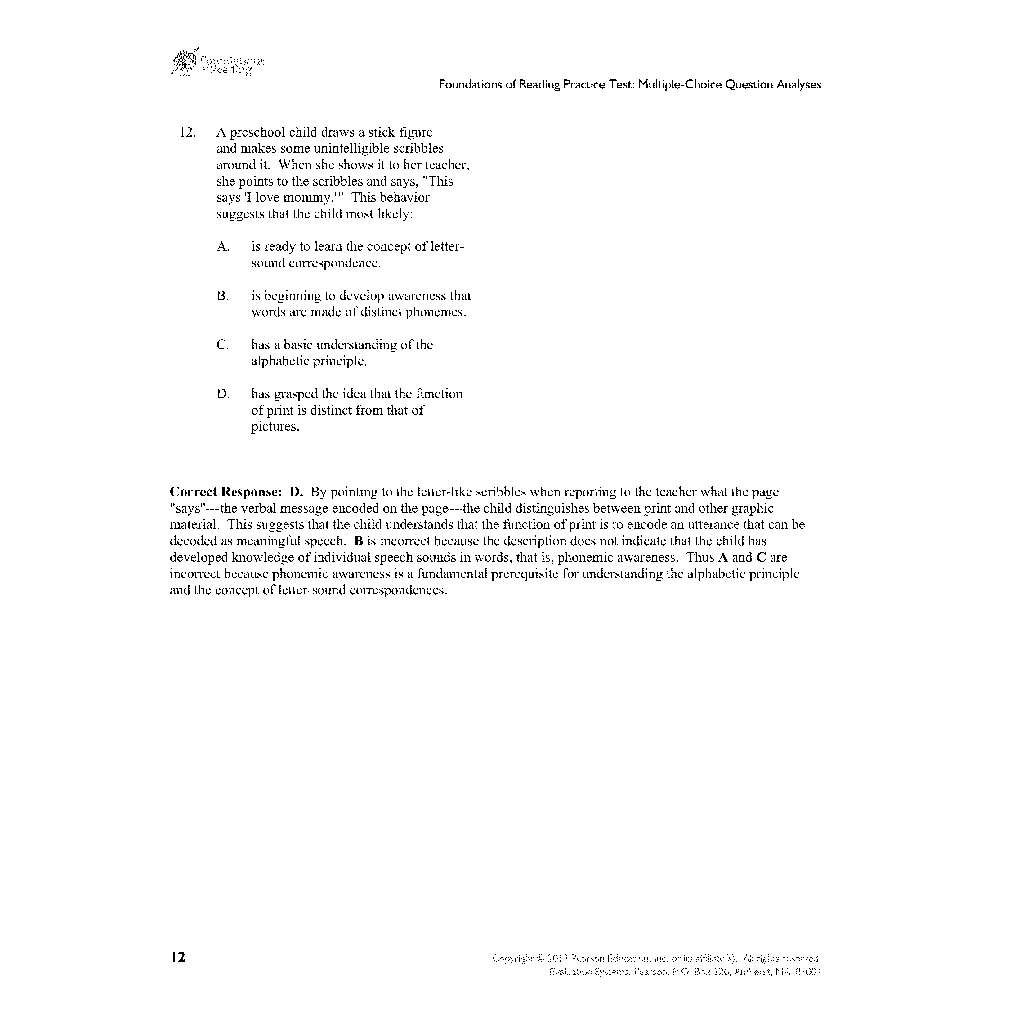 Foundations of Reading Practice Test: Multiple-Choice Question Analyses
12. A preschool child draws a stick figure
and makes some unintelligible scribbles
around it. When she shows it to her teacher,
she points to the scribbles and says, "This
says 'I love mommy.'" This behavior
suggests that the child most likely:
A. is ready to learn the concept of letter-
sound correspondence.
B. is beginning to develop awareness that
words are made of distinct phonemes.
C. has a basic understanding of the
alphabetic principle.
D. has grasped the idea that the function
of print is distinct from that of
pictures.
Correct Response: D. By pointing to the letter-like scribbles when reporting to the teacher what the page
"says"---the verbal message encoded on the page---the child distinguishes between print and other graphic
material. This suggests that the child understands that the function of print is to encode an utterance that can be
decoded as meaningful speech. B is incorrect because the description does not indicate that the child has
developed knowledge of individual speech sounds in words, that is, phonemic awareness. Thus A and C are
incorrect because phonemic awareness is a fundamental prerequisite for understanding the alphabetic principle
and the concept of letter-sound correspondences.
12
Copyright © Pearson Education, Inc. or its affiliate(s). All rights reserved.
Evaluation Systems, Pearson, P.O. Box 226, Amherst, MA